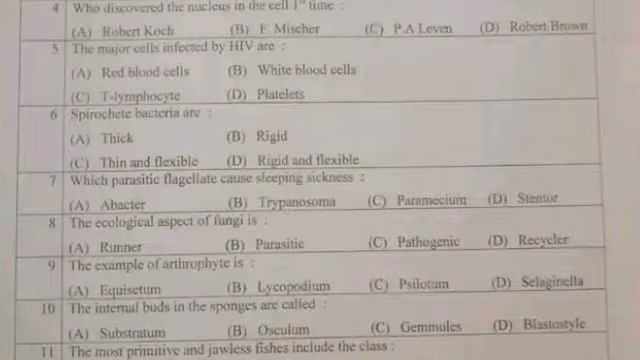 4 Who discovered the nucleus in the cell 1st time :
(A) Robert Koch (B) F. Mischer (C) P.A Leven (D) Robert Brown
5 The major cells infected by HIV are :
(A) Red blood cells (B) White blood cells
(C) T-lymphocyte (D) Platelets
6 Spirochete bacteria are :
(A) Thick (B) Rigid
(C) Thin and flexible (D) Rigid and flexible
7 Which parasitic flagellate cause sleeping sickness :
(A) Abacter (B) Trypanosoma (C) Paramecium (D) Stentor
8 The ecological aspect of fungi is :
(A) Runner (B) Parasitic (C) Pathogenic (D) Recycler
9 The example of arthrophyte is :
(A) Equisetum (B) Lycopodium (C) Psilotum (D) Selaginella
10 The internal buds in the sponges are called :
(A) Substratum (B) Osculum (C) Gemmules (D) Blastostyle
11 The most primitive and jawless fishes include the class :